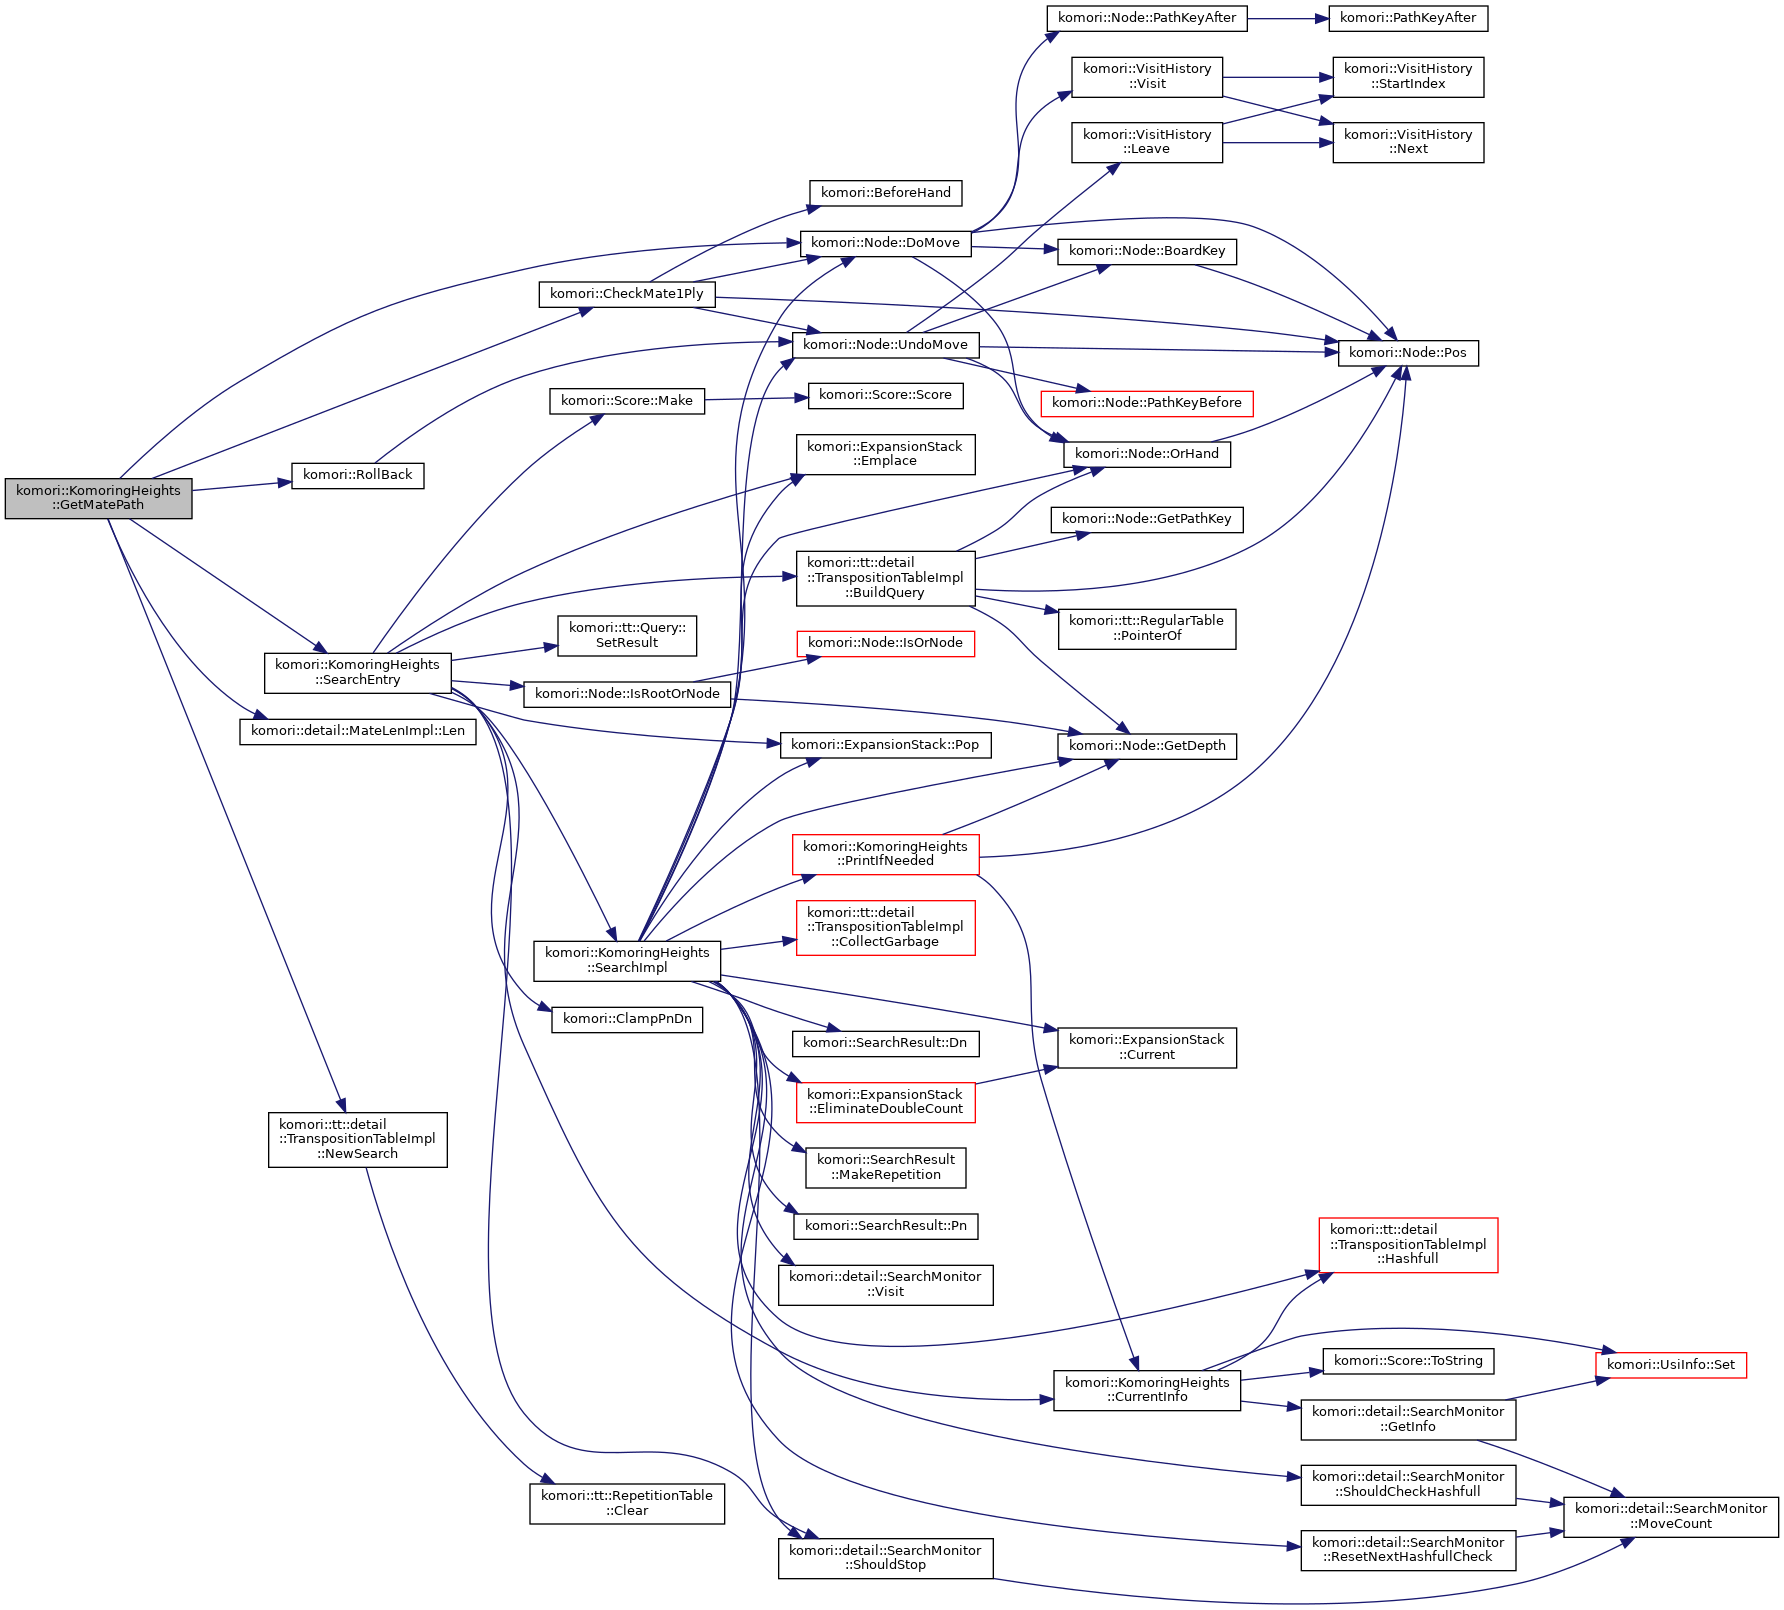 komori::Node::PathKeyAfter
komori::PathKeyAfter
komori::VisitHistory
::Visit
komori::VisitHistory
::StartIndex
komori::VisitHistory
::Leave
komori::VisitHistory
::Next
komori::BeforeHand
komori::Node::DoMove
komori::Node::BoardKey
komori::CheckMate1Ply
komori::Node::UndoMove
komori::Node::Pos
komori::Score::Make
komori::Score::Score
komori::Node::PathKeyBefore
komori::ExpansionStack
::Emplace
komori::Node::OrHand
komori::RollBack
komori::KomoringHeights
::GetMatePath
komori::Node::GetPathKey
komori::tt::detail
::TranspositionTableImpl
::BuildQuery
komori::tt::RegularTable
::PointerOf
komori::tt::Query::
SetResult
komori::Node::IsOrNode
komori::KomoringHeights
::SearchEntry
komori::Node::IsRootOrNode
komori::detail::MateLenImpl::Len
komori::ExpansionStack::Pop
komori::Node::GetDepth
komori::KomoringHeights
::PrintIfNeeded
komori::tt::detail
::TranspositionTableImpl
::CollectGarbage
komori::KomoringHeights
::SearchImpl
komori::ClampPnDn
komori::SearchResult::Dn
komori::ExpansionStack
::Current
komori::ExpansionStack
::EliminateDoubleCount
komori::tt::detail
::TranspositionTableImpl
::NewSearch
komori::SearchResult
::MakeRepetition
komori::SearchResult::Pn
komori::tt::detail
::TranspositionTableImpl
::Hashfull
komori::detail::SearchMonitor
::Visit
komori::Score::ToString
komori::UsiInfo::Set
komori::KomoringHeights
::CurrentInfo
komori::detail::SearchMonitor
::GetInfo
komori::detail::SearchMonitor
::ShouldCheckHashfull
komori::tt::RepetitionTable
::Clear
komori::detail::SearchMonitor
::MoveCount
komori::detail::SearchMonitor
::ResetNextHashfullCheck
komori::detail::SearchMonitor
::ShouldStop